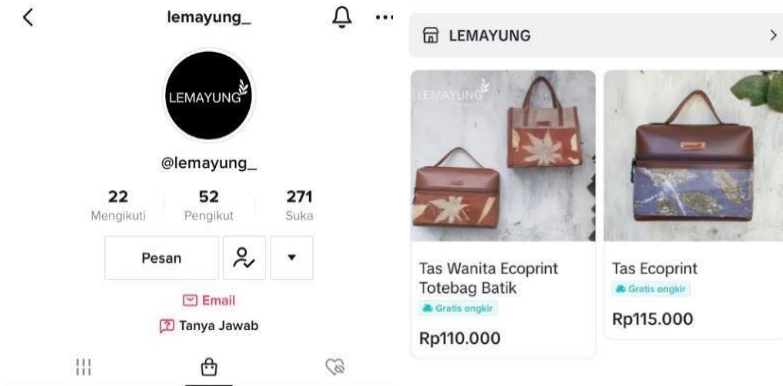 lemayung_
LEMAYUNG
@lemayung_
22 52 271
Mengikuti Pengikut Suka
Pesan
Email
Tanya Jawab
LEMAYUNG
LEMAYUNG
Tas Wanita Ecoprint
Totebag Batik
Gratis ongkir
Rp110.000
Tas Ecoprint
Gratis ongkir
Rp115.000